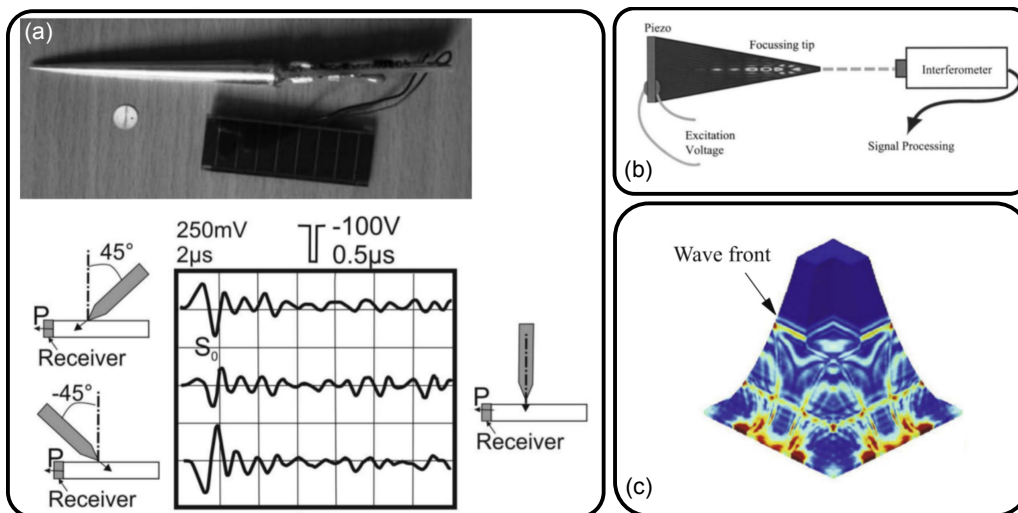 (a)
250mV
2µs
-100V
0.5µs
45°
P
Receiver
-45°
P
Receiver
S0
P
Receiver
(b)
Piezo
Focussing tip
Interferometer
Excitation
Voltage
Signal Processing
(c)
Wave front